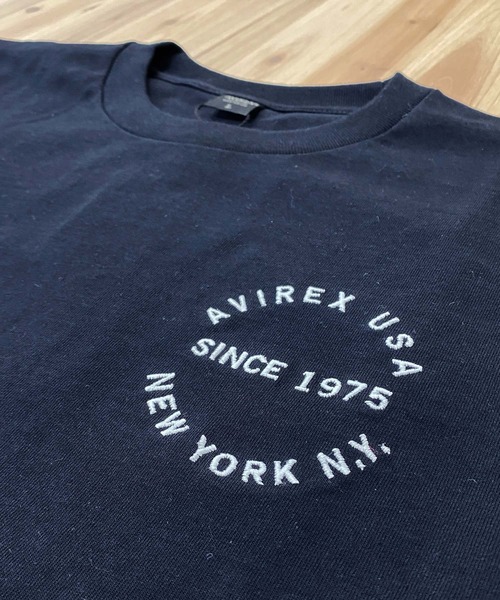 AVIREX USA
SINCE 1975
NEW YORK N.Y.